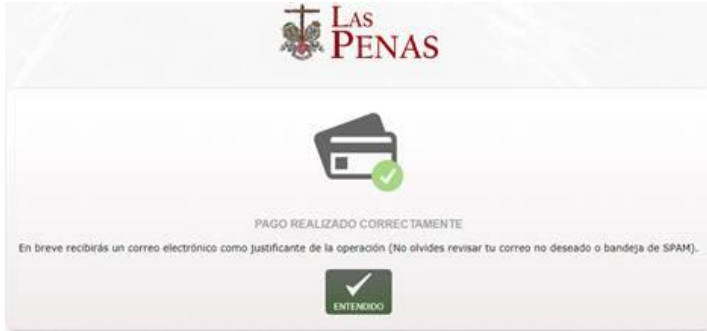 LAS
PENAS
PAGO REALIZADO CORRECTAMENTE
En breve recibirás un correo electrónico como justificante de la operación (No olvides revisar tu correo no deseado o bandeja de SPAM).
ENTENDIDO